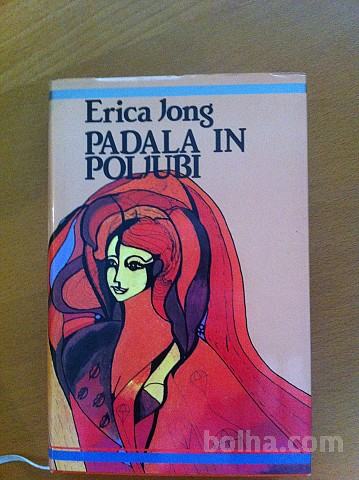 Erica Jong
PADALA IN
POLJUBI
bolha.com